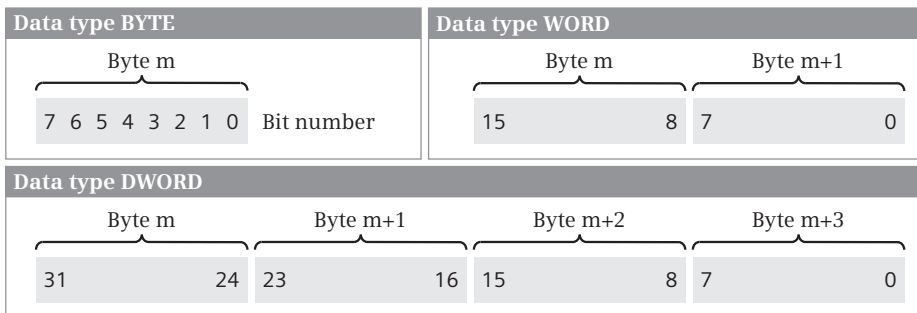 Data type BYTE
Byte m
7 6 5 4 3 2 1 0 Bit number
Data type WORD
Byte m Byte m+1
15 8 7 0
Data type DWORD
Byte m Byte m+1 Byte m+2 Byte m+3
31 24 23 16 15 8 7 0